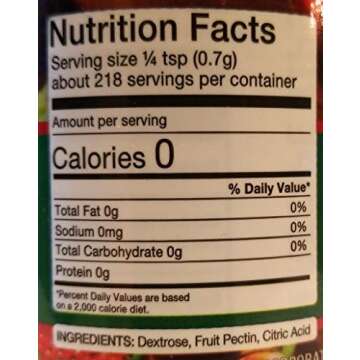 Nutrition Facts
Serving size ¼ tsp (0.7g)
about 218 servings per container
Amount per serving
Calories 0
% Daily Value*
Total Fat 0g 0%
Sodium 0mg 0%
Total Carbohydrate 0g 0%
Protein 0g
*Percent Daily Values are based
on a 2,000 calorie diet.
INGREDIENTS: Dextrose, Fruit Pectin, Citric Acid